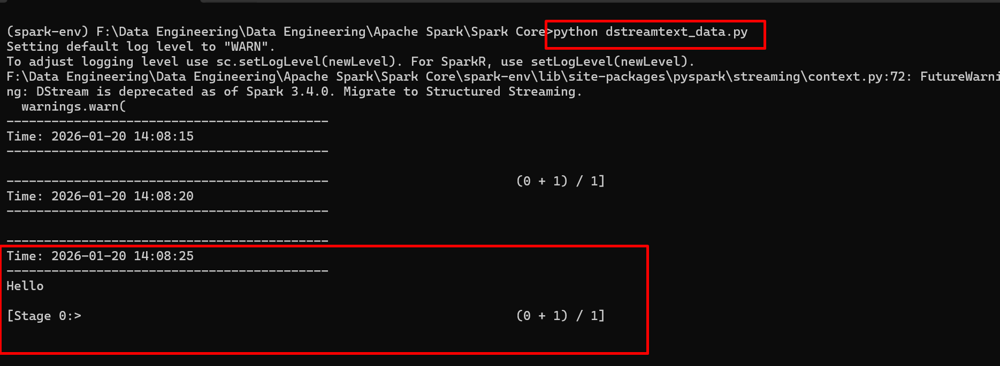 (spark-env) F:\Data Engineering\Data Engineering\Apache Spark\Spark Core>python dstreamtext_data.py
Setting default log level to "WARN".
To adjust logging level use sc.setLogLevel(newLevel). For SparkR, use setLogLevel(newLevel).
F:\Data Engineering\Data Engineering\Apache Spark\Spark Core\spark-env\lib\site-packages\pyspark\streaming\context.py:72: FutureWarni
ng: DStream is deprecated as of Spark 3.4.0. Migrate to Structured Streaming.
  warnings.warn(
-------------------------------------------
Time: 2026-01-20 14:08:15
-------------------------------------------
-------------------------------------------                         (0 + 1) / 1]
Time: 2026-01-20 14:08:20
-------------------------------------------
-------------------------------------------
Time: 2026-01-20 14:08:25
-------------------------------------------
Hello
[Stage 0:>                                                          (0 + 1) / 1]